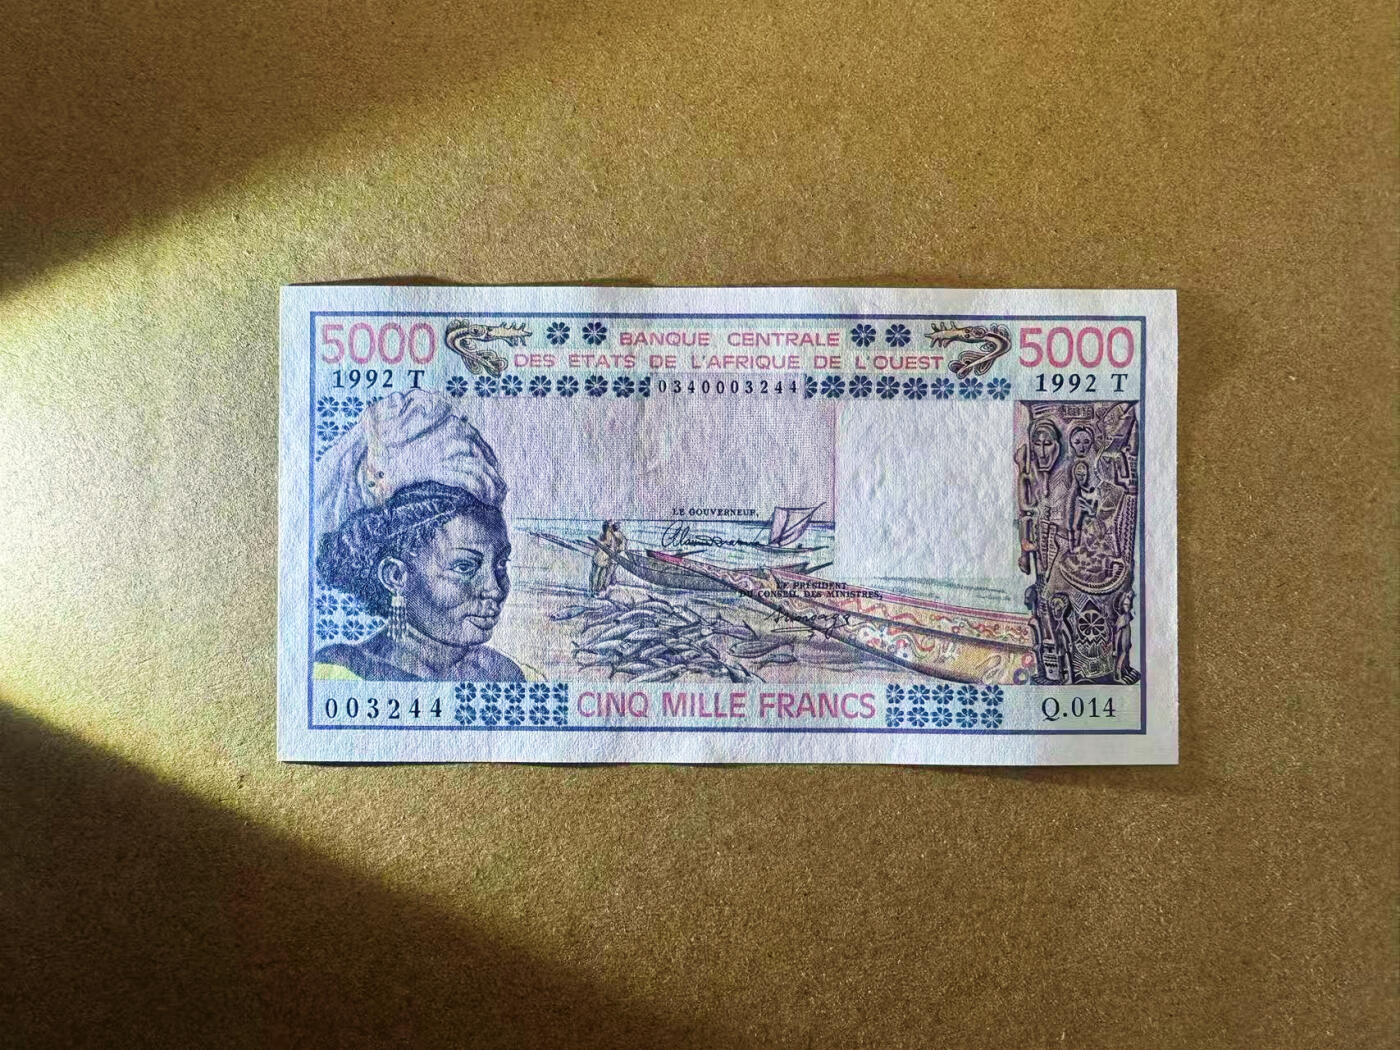 5000
BANQUE CENTRALE
DES ETATS DE L'AFRIQUE DE L'OUEST
5000
1992 T
0340003244
1992 T
LE GOUVERNEUR,
LE PRÉSIDENT
DU CONSEIL DES MINISTRES,
003244
CINQ MILLE FRANCS
Q.014